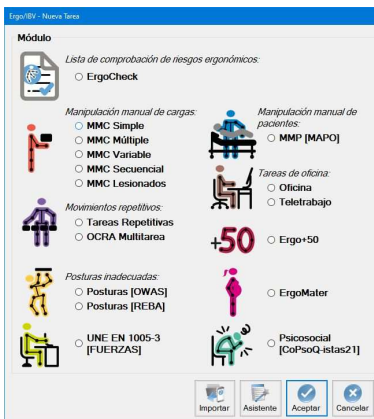 Ergo/IBV - Nueva Tarea
Módulo
Lista de comprobación de riesgos ergonómicos:
ErgoCheck
Manipulación manual de cargas:
MMC Simple
MMC Múltiple
MMC Variable
MMC Secuencial
MMC Lesionados
Manipulación manual de
pacientes:
MMP [MAPO]
Tareas de oficina:
Oficina
Teletrabajo
Movimientos repetitivos:
Tareas Repetitivas
OCRA Multitarea
+50
Ergo+50
Posturas inadecuadas:
Posturas [OWAS]
Posturas [REBA]
ErgoMater
UNE EN 1005-3
[FUERZAS]
Psicosocial
[CoPsoQ-istas21]
Importar
Asistente
Aceptar
Cancelar